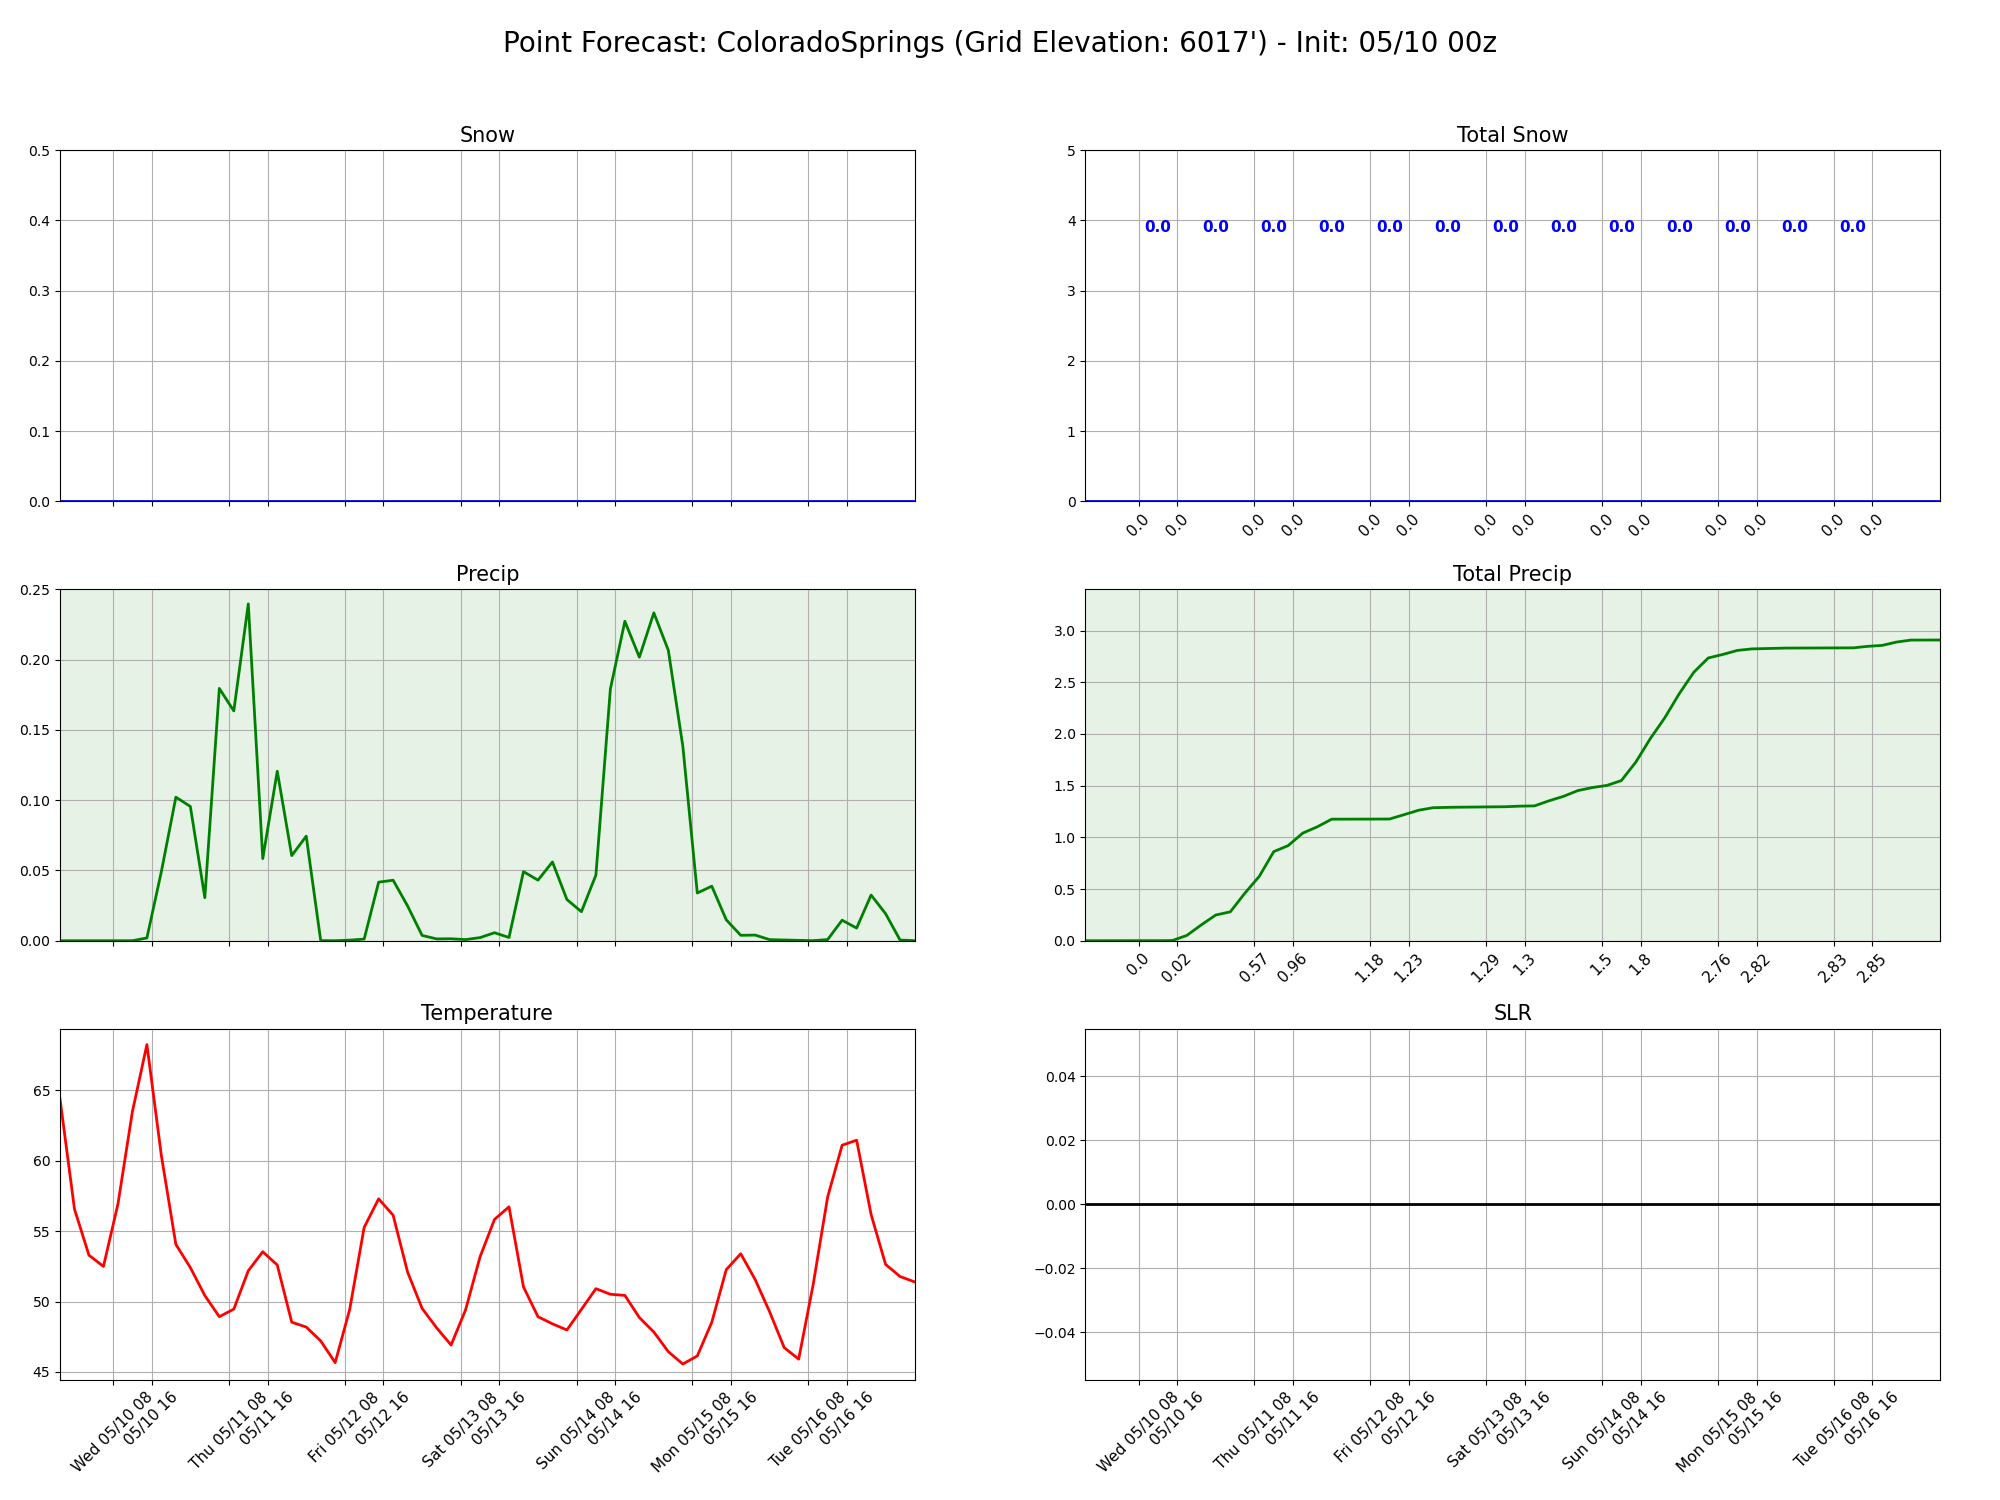 Point Forecast: ColoradoSprings (Grid Elevation: 6017') - Init: 05/10 00z
Snow
0.5
0.4
0.3
0.2
0.1
0.0
Total Snow
5
4
3
2
1
0
0.0 0.0 0.0 0.0 0.0 0.0 0.0 0.0 0.0 0.0 0.0 0.0 0.0
0.0 0.0 0.0 0.0 0.0 0.0 0.0 0.0 0.0 0.0 0.0 0.0 0.0 0.0
Precip
0.25
0.20
0.15
0.10
0.05
0.00
Total Precip
3.0
2.5
2.0
1.5
1.0
0.5
0.0
0.0 0.02 0.57 0.96 1.18 1.23 1.29 1.3 1.5 1.8 2.76 2.82 2.83 2.85
Temperature
65
60
55
50
45
Wed 05/10 08
05/10 16
Thu 05/11 08
05/11 16
Fri 05/12 08
05/12 16
Sat 05/13 08
05/13 16
Sun 05/14 08
05/14 16
Mon 05/15 08
05/15 16
Tue 05/16 08
05/16 16
SLR
0.04
0.02
0.00
−0.02
−0.04
Wed 05/10 08
05/10 16
Thu 05/11 08
05/11 16
Fri 05/12 08
05/12 16
Sat 05/13 08
05/13 16
Sun 05/14 08
05/14 16
Mon 05/15 08
05/15 16
Tue 05/16 08
05/16 16